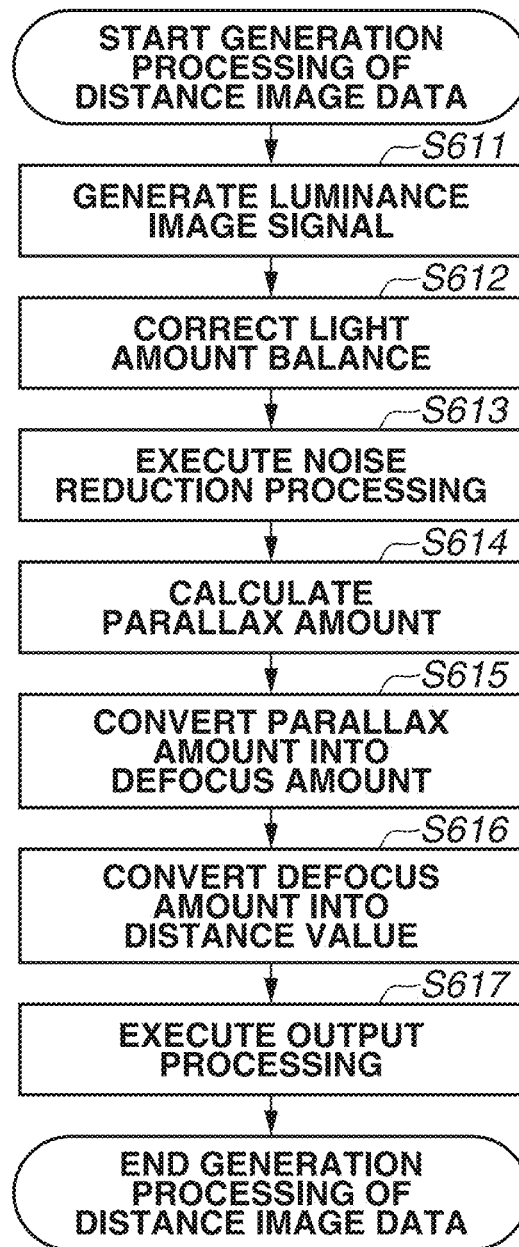 START GENERATION
PROCESSING OF
DISTANCE IMAGE DATA
S611
GENERATE LUMINANCE
IMAGE SIGNAL
S612
CORRECT LIGHT
AMOUNT BALANCE
S613
EXECUTE NOISE
REDUCTION PROCESSING
S614
CALCULATE
PARALLAX AMOUNT
S615
CONVERT PARALLAX
AMOUNT INTO
DEFOCUS AMOUNT
S616
CONVERT DEFOCUS
AMOUNT INTO
DISTANCE VALUE
S617
EXECUTE OUTPUT
PROCESSING
END GENERATION
PROCESSING OF
DISTANCE IMAGE DATA